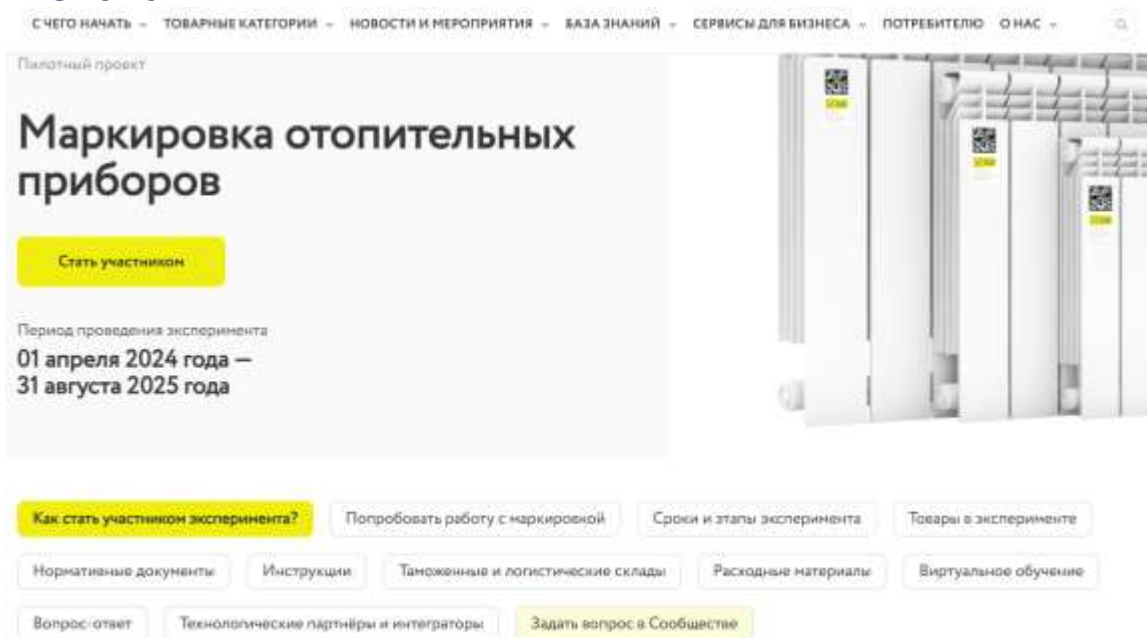 С ЧЕГО НАЧАТЬ ТОВАРНЫЕ КАТЕГОРИИ НОВОСТИ И МЕРОПРИЯТИЯ БАЗА ЗНАНИЙ СЕРВИСЫ ДЛЯ БИЗНЕСА ПОТРЕБИТЕЛЮ О НАС
Пилотный проект
Маркировка отопительных
приборов
Стать участником
Период проведения эксперимента
01 апреля 2024 года —
31 августа 2025 года
Как стать участником эксперимента? Попробовать работу с маркировкой Сроки и этапы эксперимента Товары в эксперименте
Нормативные документы Инструкции Таможенные и логистические склады Расходные материалы Виртуальное обучение
Вопрос-ответ Технологические партнёры и интеграторы Задать вопрос в Сообществе